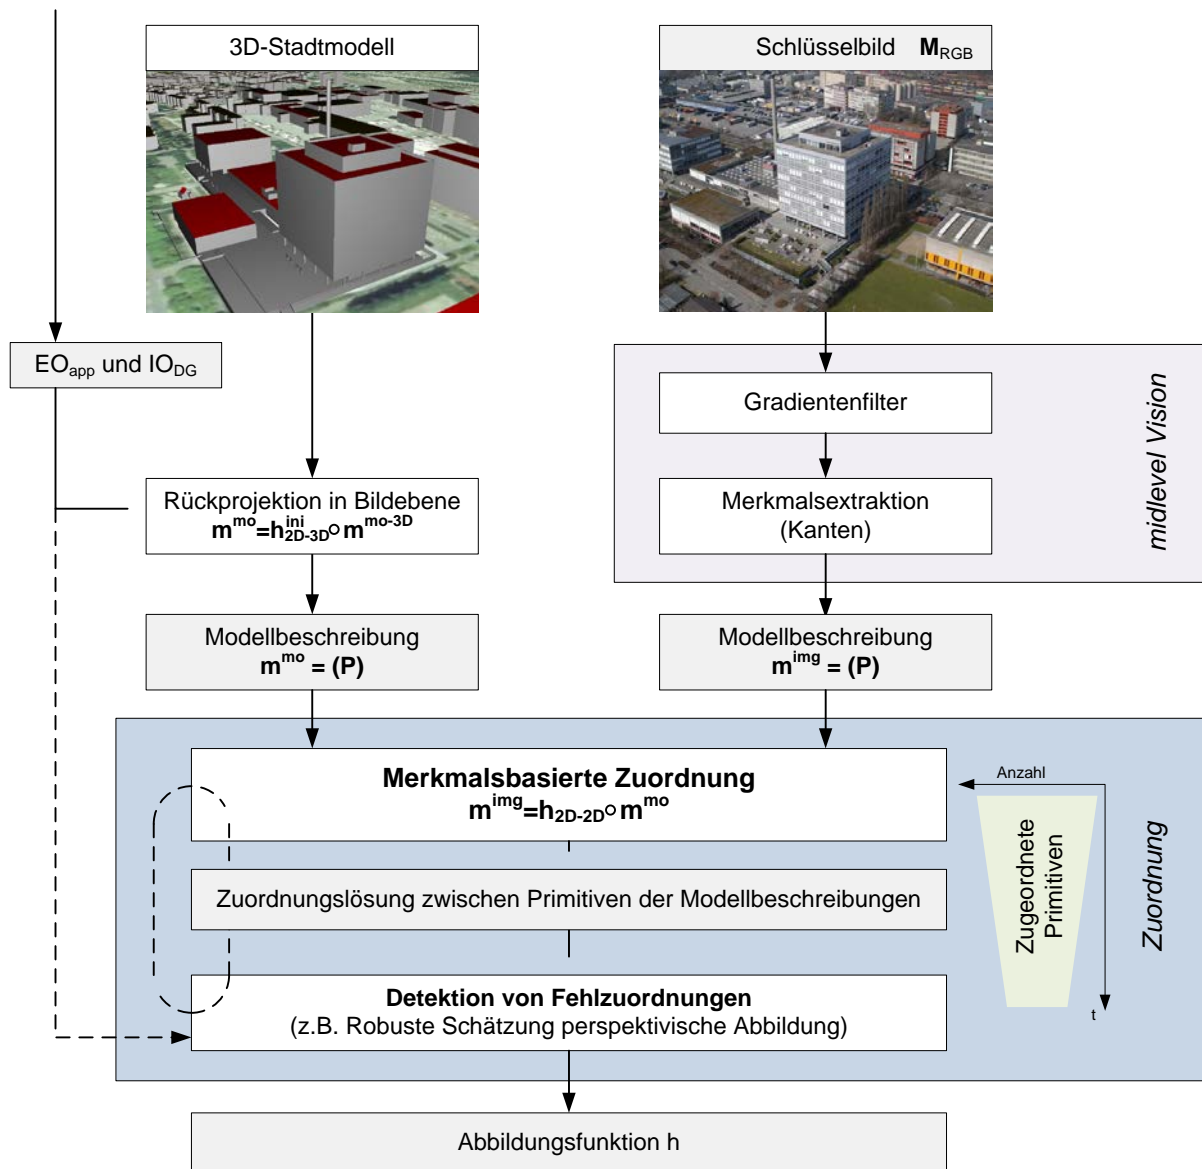 3D-Stadtmodell
Schlüsselbild M_RGB
EO_app und IO_DG
Gradientenfilter
Rückprojektion in Bildebene
m^mo=h^ini_2D-3D○m^mo-3D
Merkmalsextraktion
(Kanten)
midlevel Vision
Modellbeschreibung
m^mo = (P)
Modellbeschreibung
m^img = (P)
Merkmalsbasierte Zuordnung
m^img=h_2D-2D○m^mo
Anzahl
Zugeordnete
Primitiven
t
Zuordnung
Zuordnungslösung zwischen Primitiven der Modellbeschreibungen
Detektion von Fehlzuordnungen
(z.B. Robuste Schätzung perspektivische Abbildung)
Abbildungsfunktion h